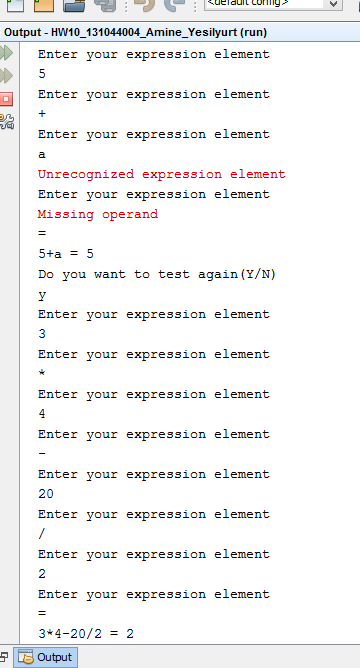 <default config>
Output - HW10_131044004_Amine_Yesilyurt (run)
Enter your expression element
5
Enter your expression element
+
Enter your expression element
a
Unrecognized expression element
Enter your expression element
Missing operand
=
5+a = 5
Do you want to test again(Y/N)
y
Enter your expression element
3
Enter your expression element
*
Enter your expression element
4
Enter your expression element
-
Enter your expression element
20
Enter your expression element
/
Enter your expression element
2
Enter your expression element
=
3*4-20/2 = 2
Output